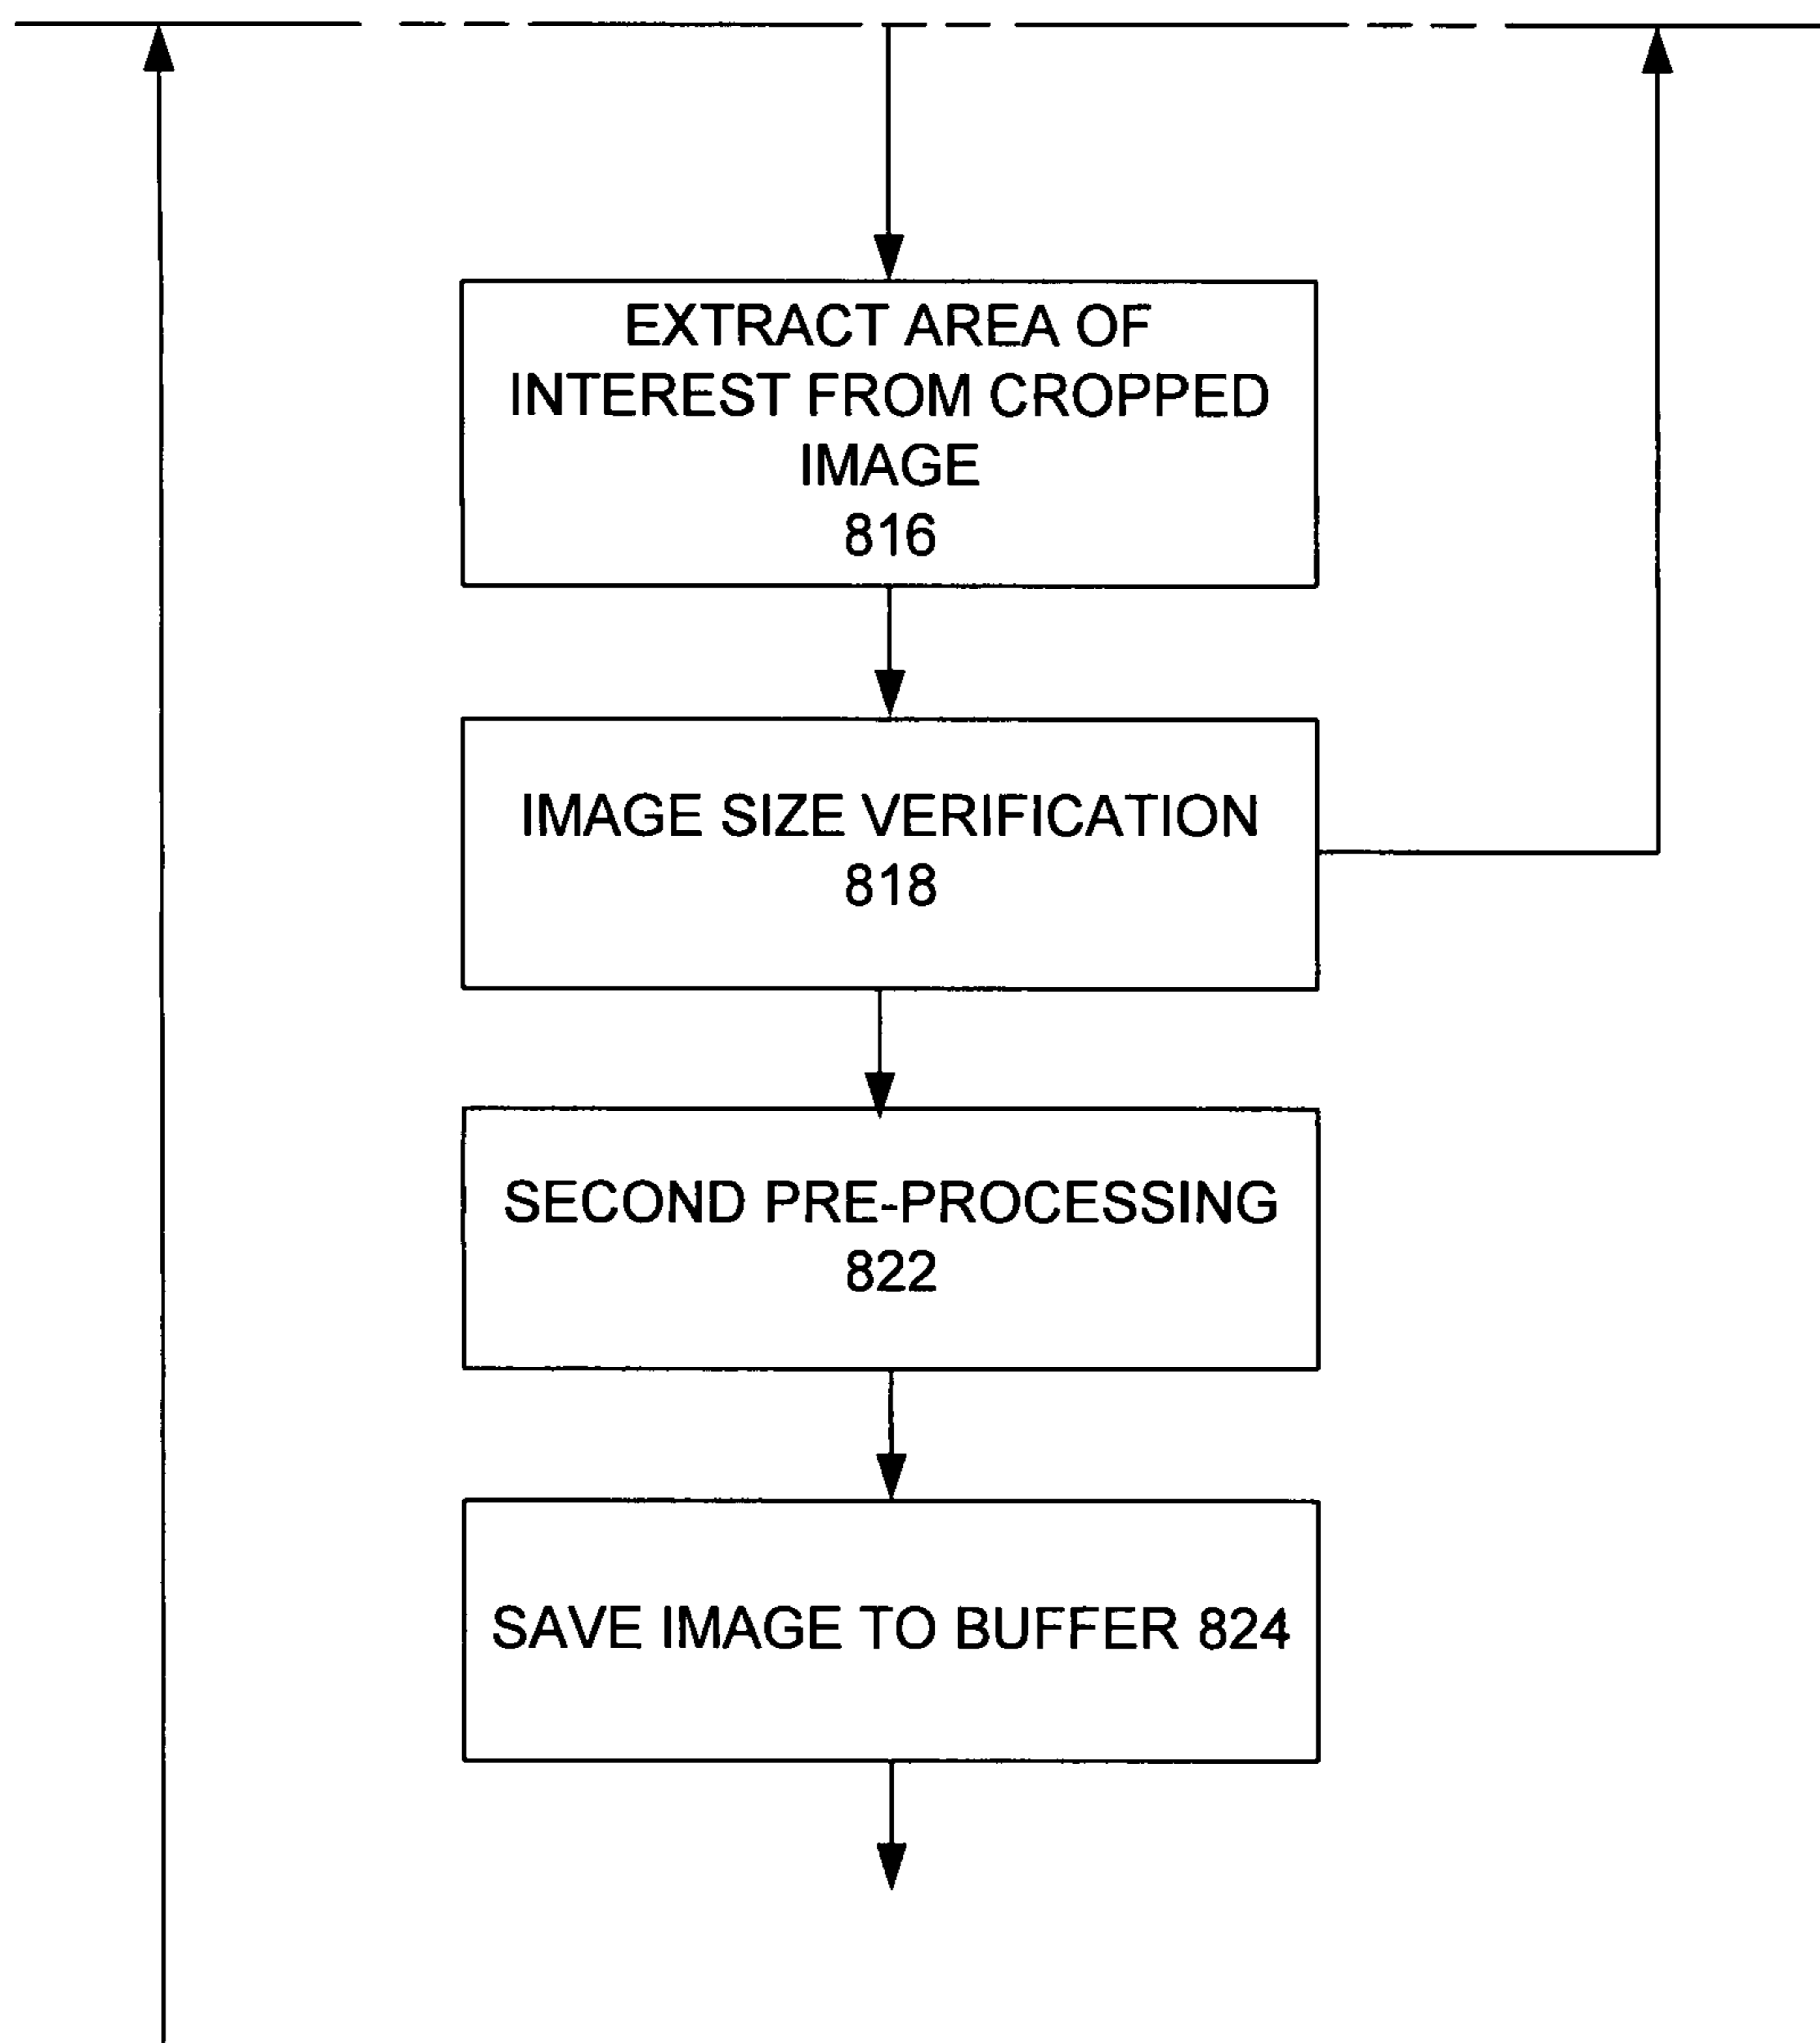 EXTRACT AREA OF
INTEREST FROM CROPPED
IMAGE
816
IMAGE SIZE VERIFICATION
818
SECOND PRE-PROCESSING
822
SAVE IMAGE TO BUFFER 824